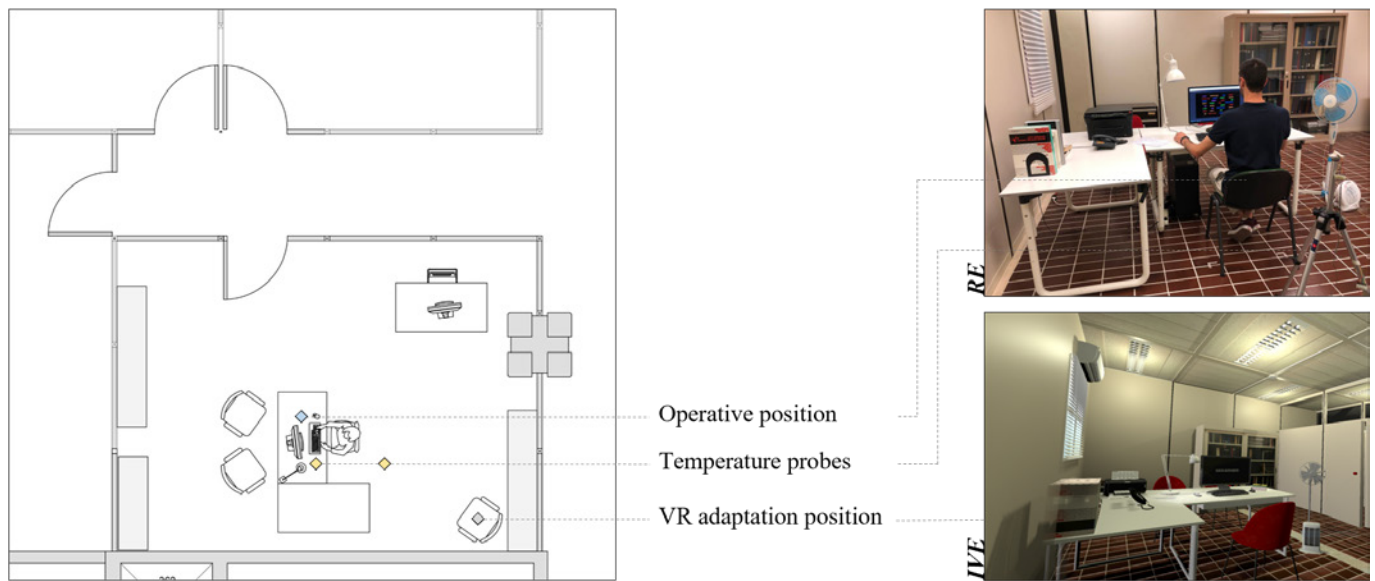 RE
Operative position
Temperature probes
VR adaptation position
IVE